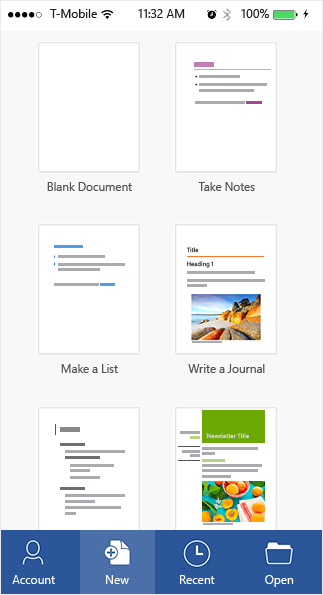 T-Mobile 11:32 AM 100%
Blank Document Take Notes
Title
Heading 1
Make a List Write a Journal
Newsletter Title
Account New Recent Open